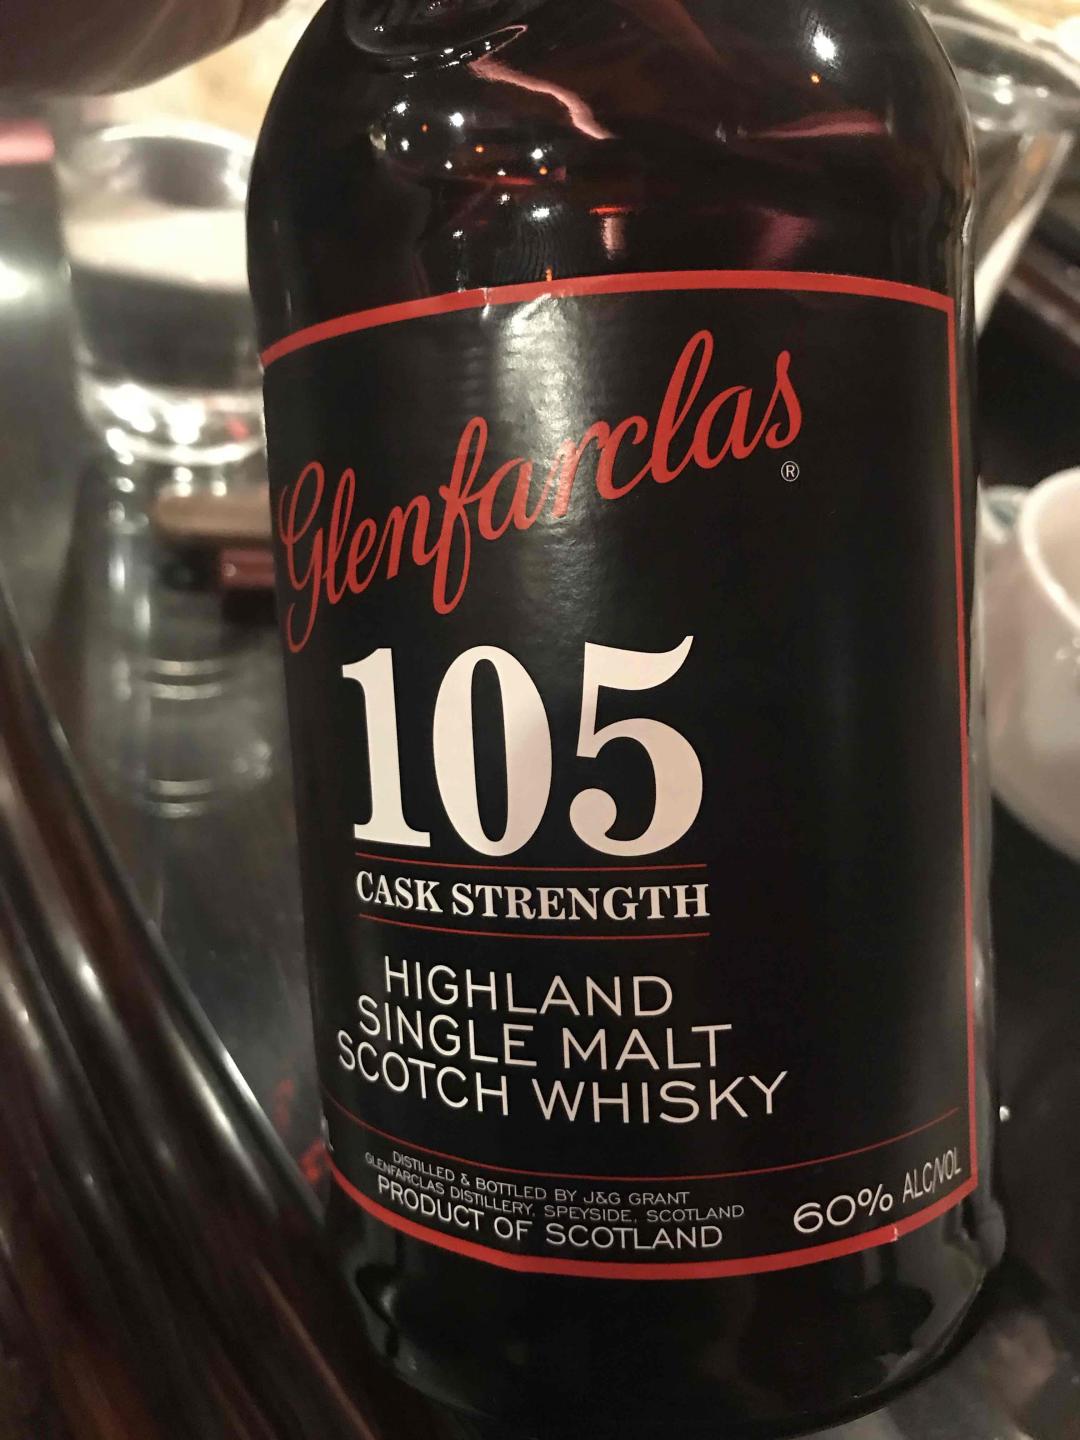 Glenfarclas
®
105
CASK STRENGTH
HIGHLAND
SINGLE MALT
SCOTCH WHISKY
DISTILLED & BOTTLED BY J&G GRANT
GLENFARCLAS DISTILLERY, SPEYSIDE, SCOTLAND
PRODUCT OF SCOTLAND
60% ALC/VOL